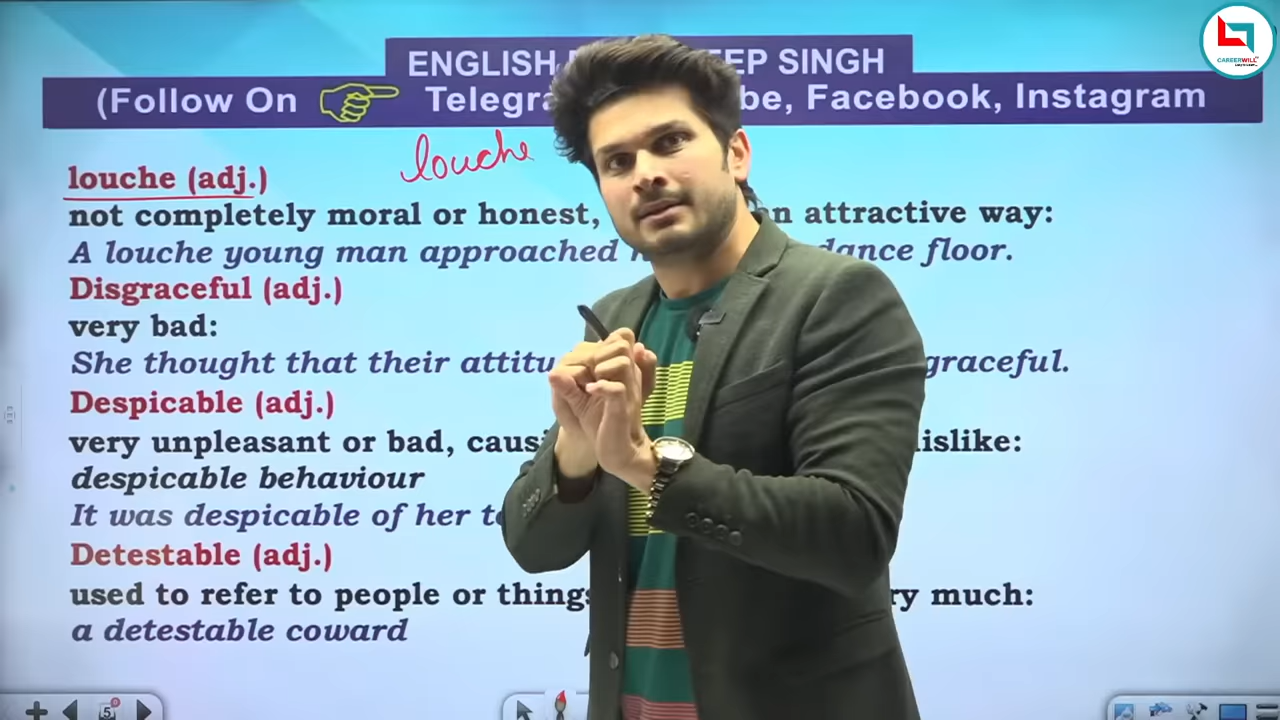 ENGLISH EEP SINGH
(Follow On Telegra be, Facebook, Instagram
CAREERWILL
louche
louche (adj.)
not completely moral or honest, an attractive way:
A louche young man approached dance floor.
Disgraceful (adj.)
very bad:
She thought that their attitu graceful.
Despicable (adj.)
very unpleasant or bad, causi islike:
despicable behaviour
It was despicable of her t
Detestable (adj.)
used to refer to people or things ry much:
a detestable coward
5